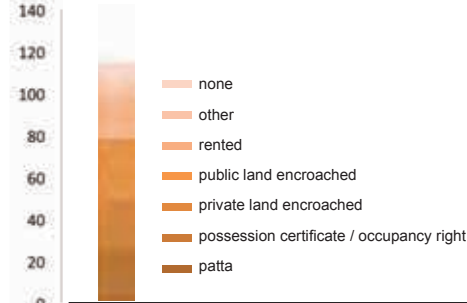 140
120
100
80
60
40
20
0
none
other
rented
public land encroached
private land encroached
possession certificate / occupancy right
patta